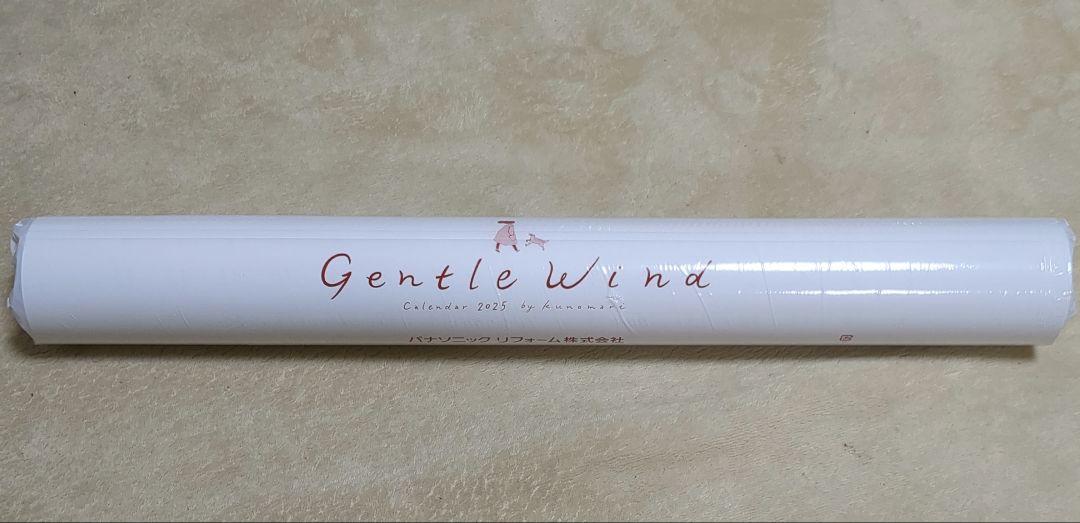 Gentle Wind
Calendar 2025 by Kunomari
パナソニック リフォーム株式会社